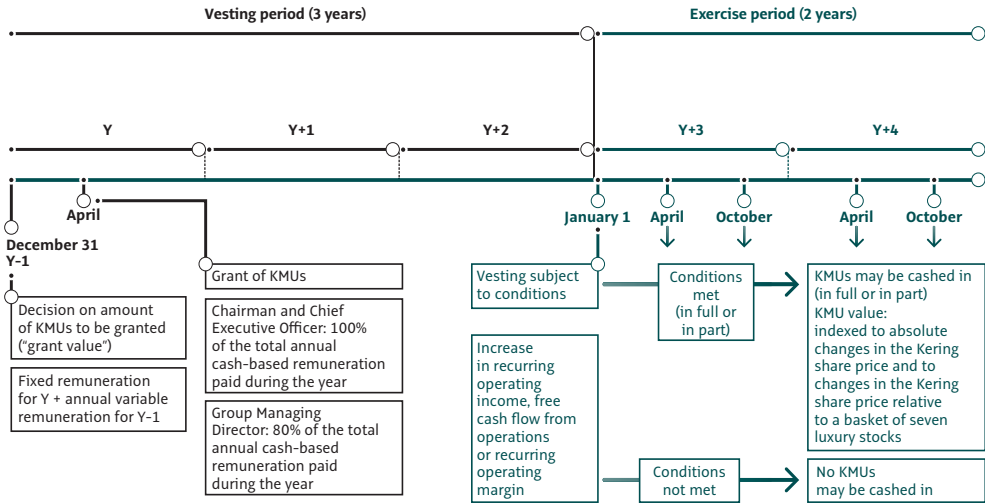 Vesting period (3 years)
Exercise period (2 years)
Y
Y+1
Y+2
Y+3
Y+4
April
December 31
Y-1
January 1
April
October
April
October
Decision on amount
of KMUs to be granted
(“grant value”)
Fixed remuneration
for Y + annual variable
remuneration for Y-1
Grant of KMUs
Chairman and Chief
Executive Officer: 100%
of the total annual
cash-based remuneration
paid during the year
Group Managing
Director: 80% of the total
annual cash-based
remuneration paid
during the year
Vesting subject
to conditions
Increase
in recurring
operating
income, free
cash flow from
operations
or recurring
operating
margin
Conditions
met
(in full or
in part)
Conditions
not met
KMUs may be cashed in
(in full or in part)
KMU value:
indexed to absolute
changes in the Kering
share price and to
changes in the Kering
share price relative
to a basket of seven
luxury stocks
No KMUs
may be cashed in